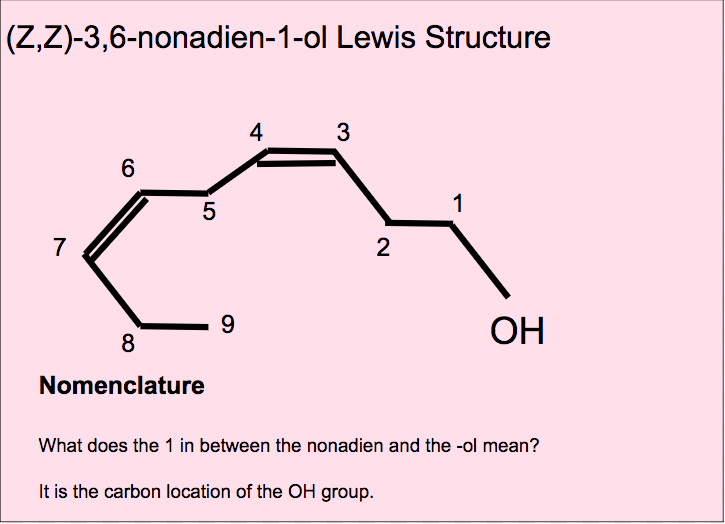 (Z,Z)-3,6-nonadien-1-ol Lewis Structure
4 3
6
1
5
7 2
9
8
OH
Nomenclature
What does the 1 in between the nonadien and the -ol mean?
It is the carbon location of the OH group.